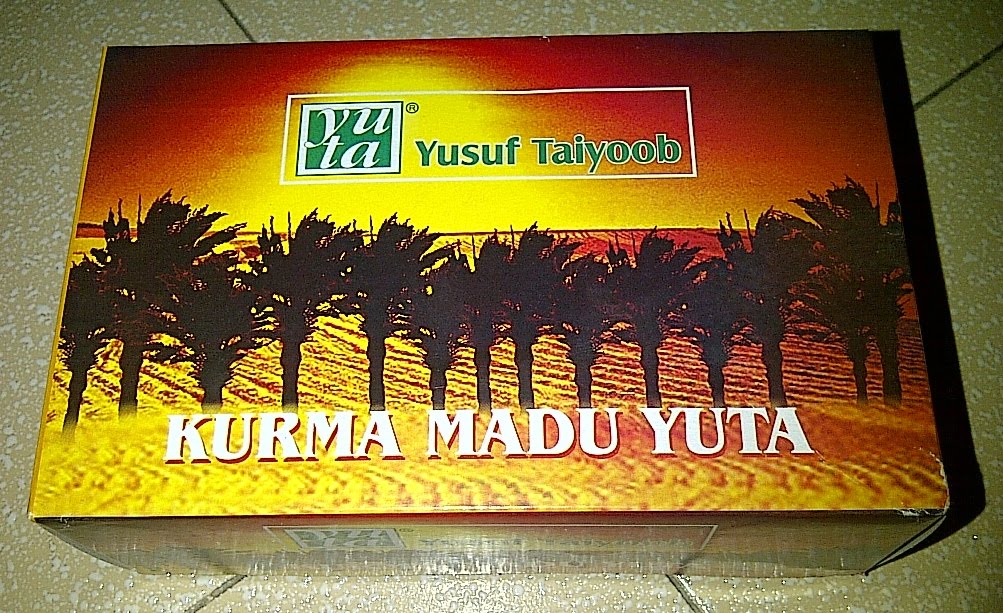 yu
ta ®
Yusuf Taiyoob
KURMA MADU YUTA